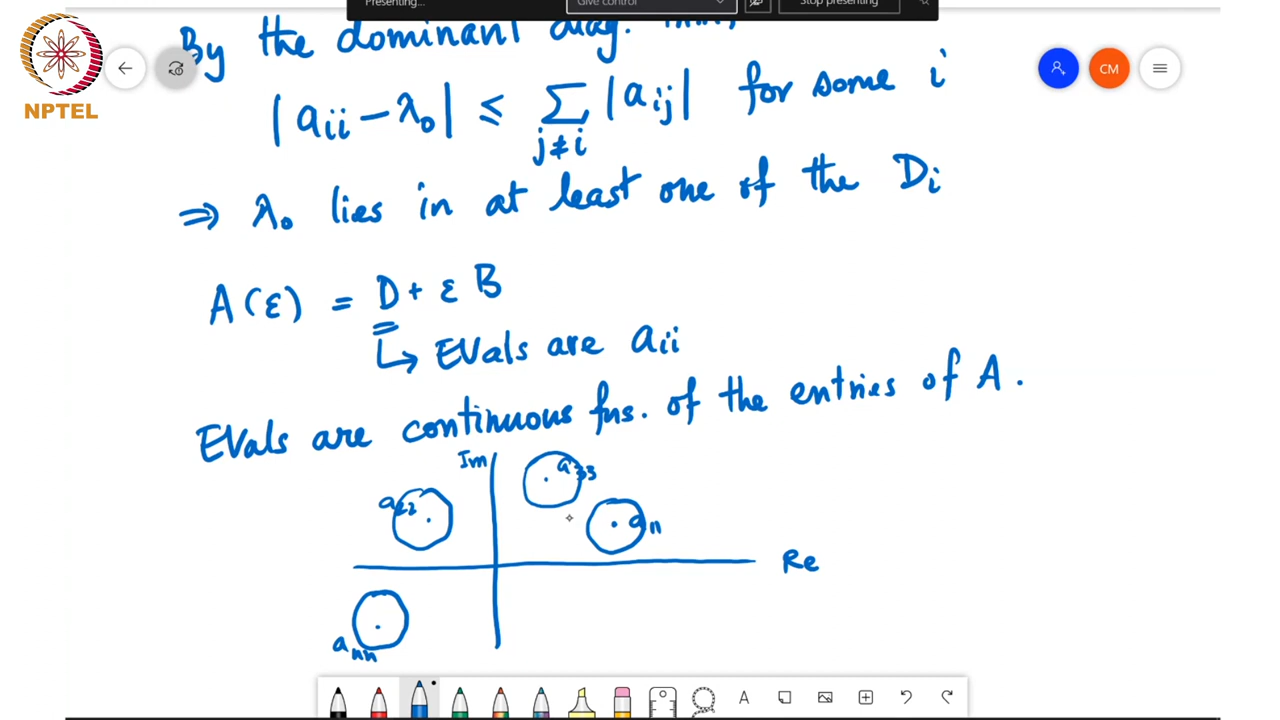 Presenting...
Give control
Stop presenting
NPTEL
CM
By the dominant diag.
|aii - λ₀| ≤ Σ j≠i |aij| for some i
⇒ λ₀ lies in at least one of the Di
A(ε) = D + ε B
↳ EVals are aii
EVals are continuous fns. of the entries of A.
Im
a33
a22
a11
Re
ann
A